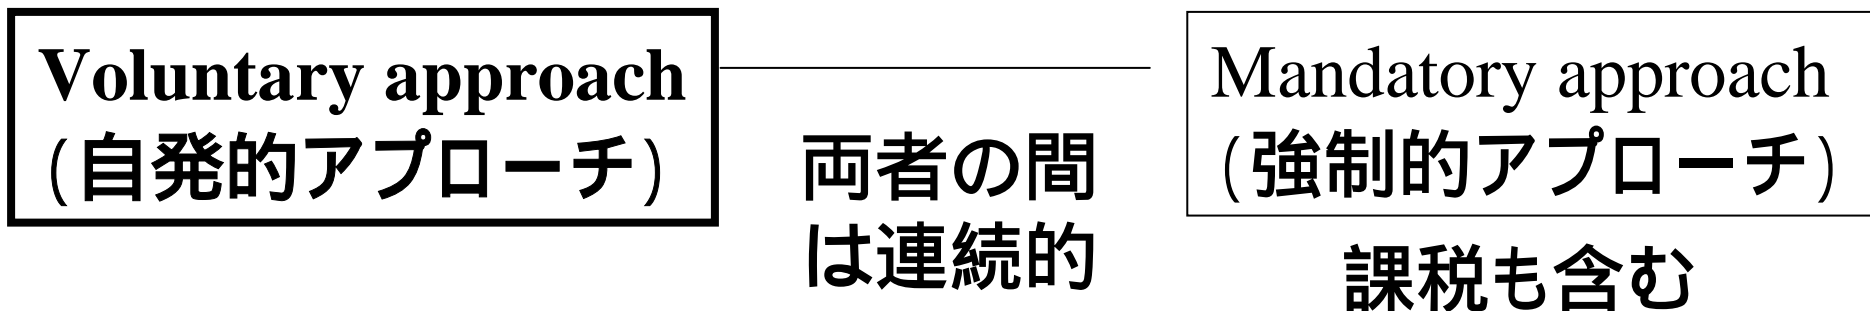 Voluntary approach
(自発的アプローチ)
両者の間
は連続的
Mandatory approach
(強制的アプローチ)
課税も含む